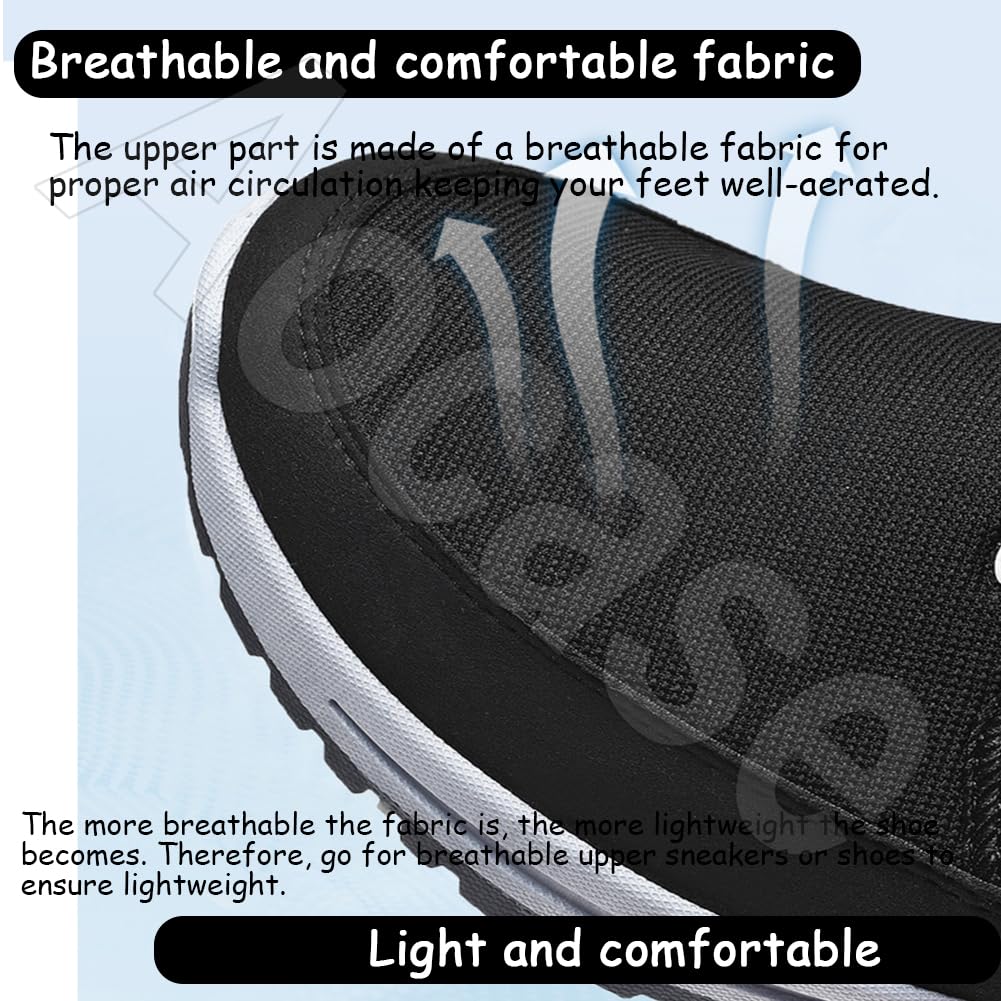 Breathable and comfortable fabric
The upper part is made of a breathable fabric for
proper air circulation keeping your feet well-aerated.
Aocase
The more breathable the fabric is, the more lightweight the shoe
becomes. Therefore, go for breathable upper sneakers or shoes to
ensure lightweight.
Light and comfortable